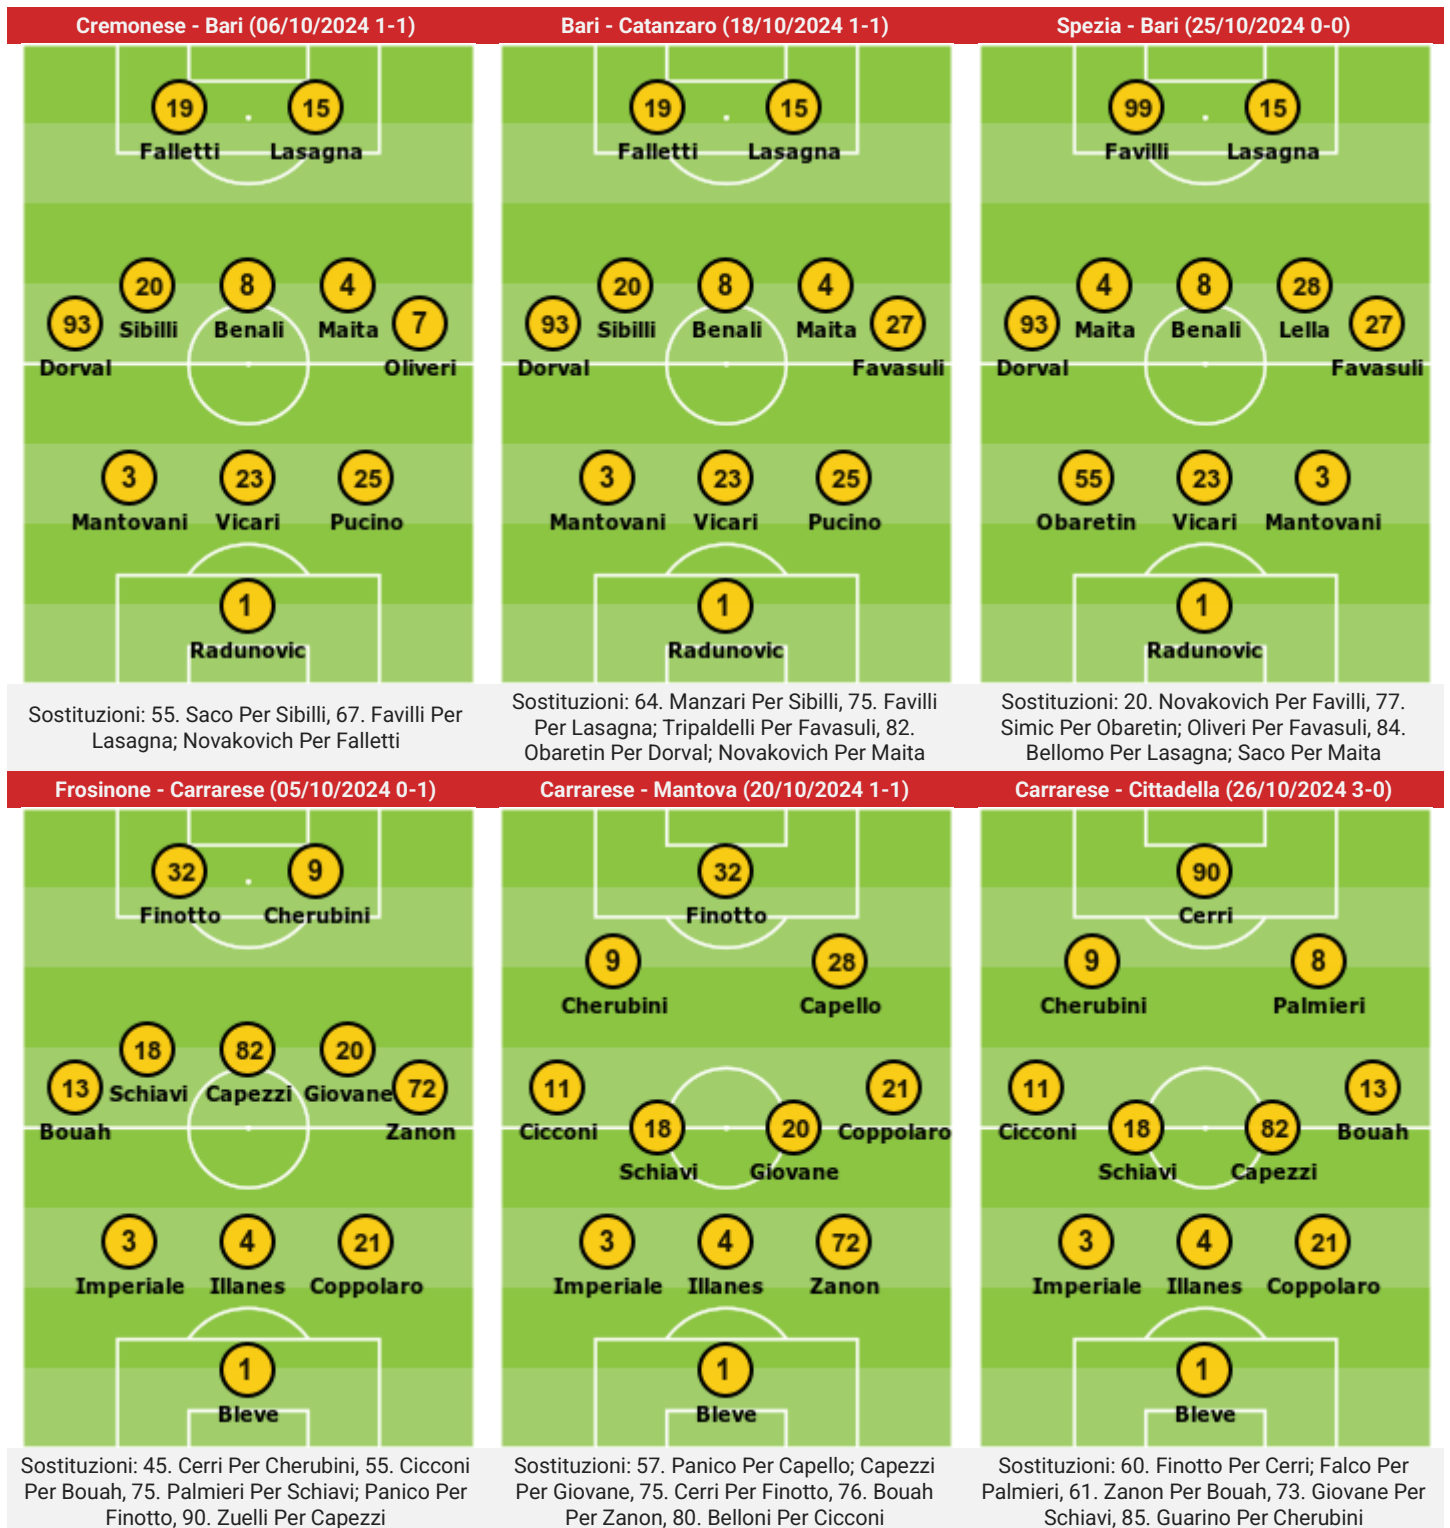 Cremonese - Bari (06/10/2024 1-1)
19 15
Falletti Lasagna
20 8 4
93 Sibilli Benali Maita 7
Dorval Oliveri
3 23 25
Mantovani Vicari Pucino
1
Radunovic
Sostituzioni: 55. Saco Per Sibilli, 67. Favilli Per
Lasagna; Novakovich Per Falletti
Bari - Catanzaro (18/10/2024 1-1)
19 15
Falletti Lasagna
20 8 4
93 Sibilli Benali Maita 27
Dorval Favasuli
3 23 25
Mantovani Vicari Pucino
1
Radunovic
Sostituzioni: 64. Manzari Per Sibilli, 75. Favilli
Per Lasagna; Tripaldelli Per Favasuli, 82.
Obaretin Per Dorval; Novakovich Per Maita
Spezia - Bari (25/10/2024 0-0)
99 15
Favilli Lasagna
4 8 28
93 Maita Benali Lella 27
Dorval Favasuli
55 23 3
Obaretin Vicari Mantovani
1
Radunovic
Sostituzioni: 20. Novakovich Per Favilli, 77.
Simic Per Obaretin; Oliveri Per Favasuli, 84.
Bellomo Per Lasagna; Saco Per Maita
Frosinone - Carrarese (05/10/2024 0-1)
32 9
Finotto Cherubini
18 82 20
13 Schiavi Capezzi Giovane 72
Bouah Zanon
3 4 21
Imperiale Illanes Coppolaro
1
Bleve
Sostituzioni: 45. Cerri Per Cherubini, 55. Cicconi
Per Bouah, 75. Palmieri Per Schiavi; Panico Per
Finotto, 90. Zuelli Per Capezzi
Carrarese - Mantova (20/10/2024 1-1)
32
Finotto
9 28
Cherubini Capello
11 21
Cicconi 18 20 Coppolaro
Schiavi Giovane
3 4 72
Imperiale Illanes Zanon
1
Bleve
Sostituzioni: 57. Panico Per Capello; Capezzi
Per Giovane, 75. Cerri Per Finotto, 76. Bouah
Per Zanon, 80. Belloni Per Cicconi
Carrarese - Cittadella (26/10/2024 3-0)
90
Cerri
9 8
Cherubini Palmieri
11 13
Cicconi 18 82 Bouah
Schiavi Capezzi
3 4 21
Imperiale Illanes Coppolaro
1
Bleve
Sostituzioni: 60. Finotto Per Cerri; Falco Per
Palmieri, 61. Zanon Per Bouah, 73. Giovane Per
Schiavi, 85. Guarino Per Cherubini